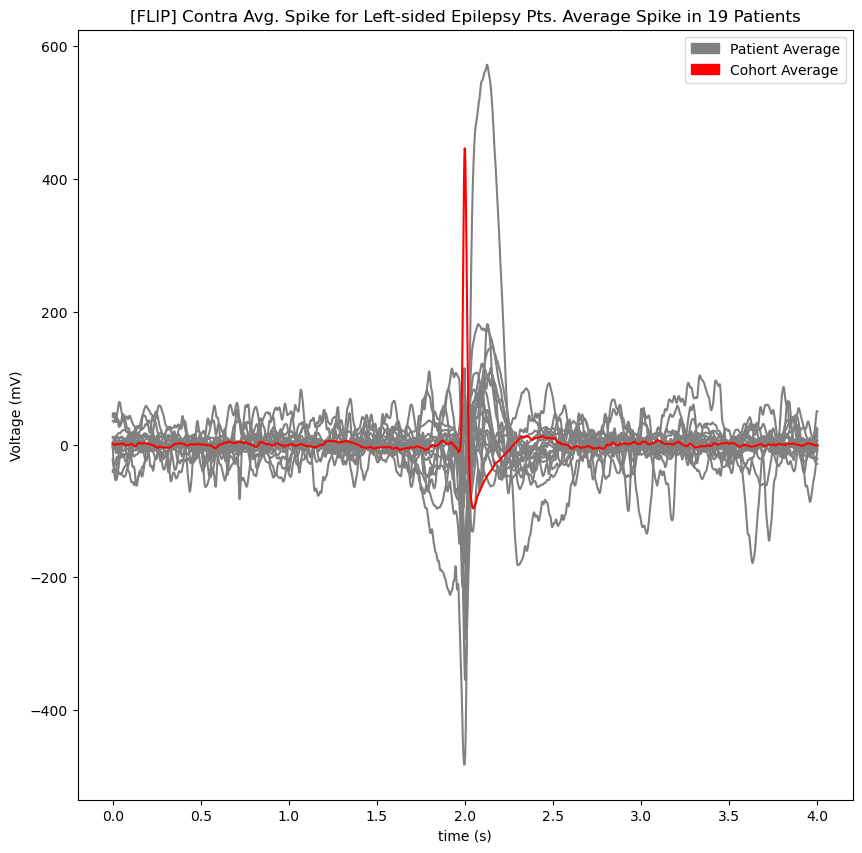 [FLIP] Contra Avg. Spike for Left-sided Epilepsy Pts. Average Spike in 19 Patients
Patient Average
Cohort Average
Voltage (mV)
600
400
200
0
−200
−400
0.0 0.5 1.0 1.5 2.0 2.5 3.0 3.5 4.0
time (s)